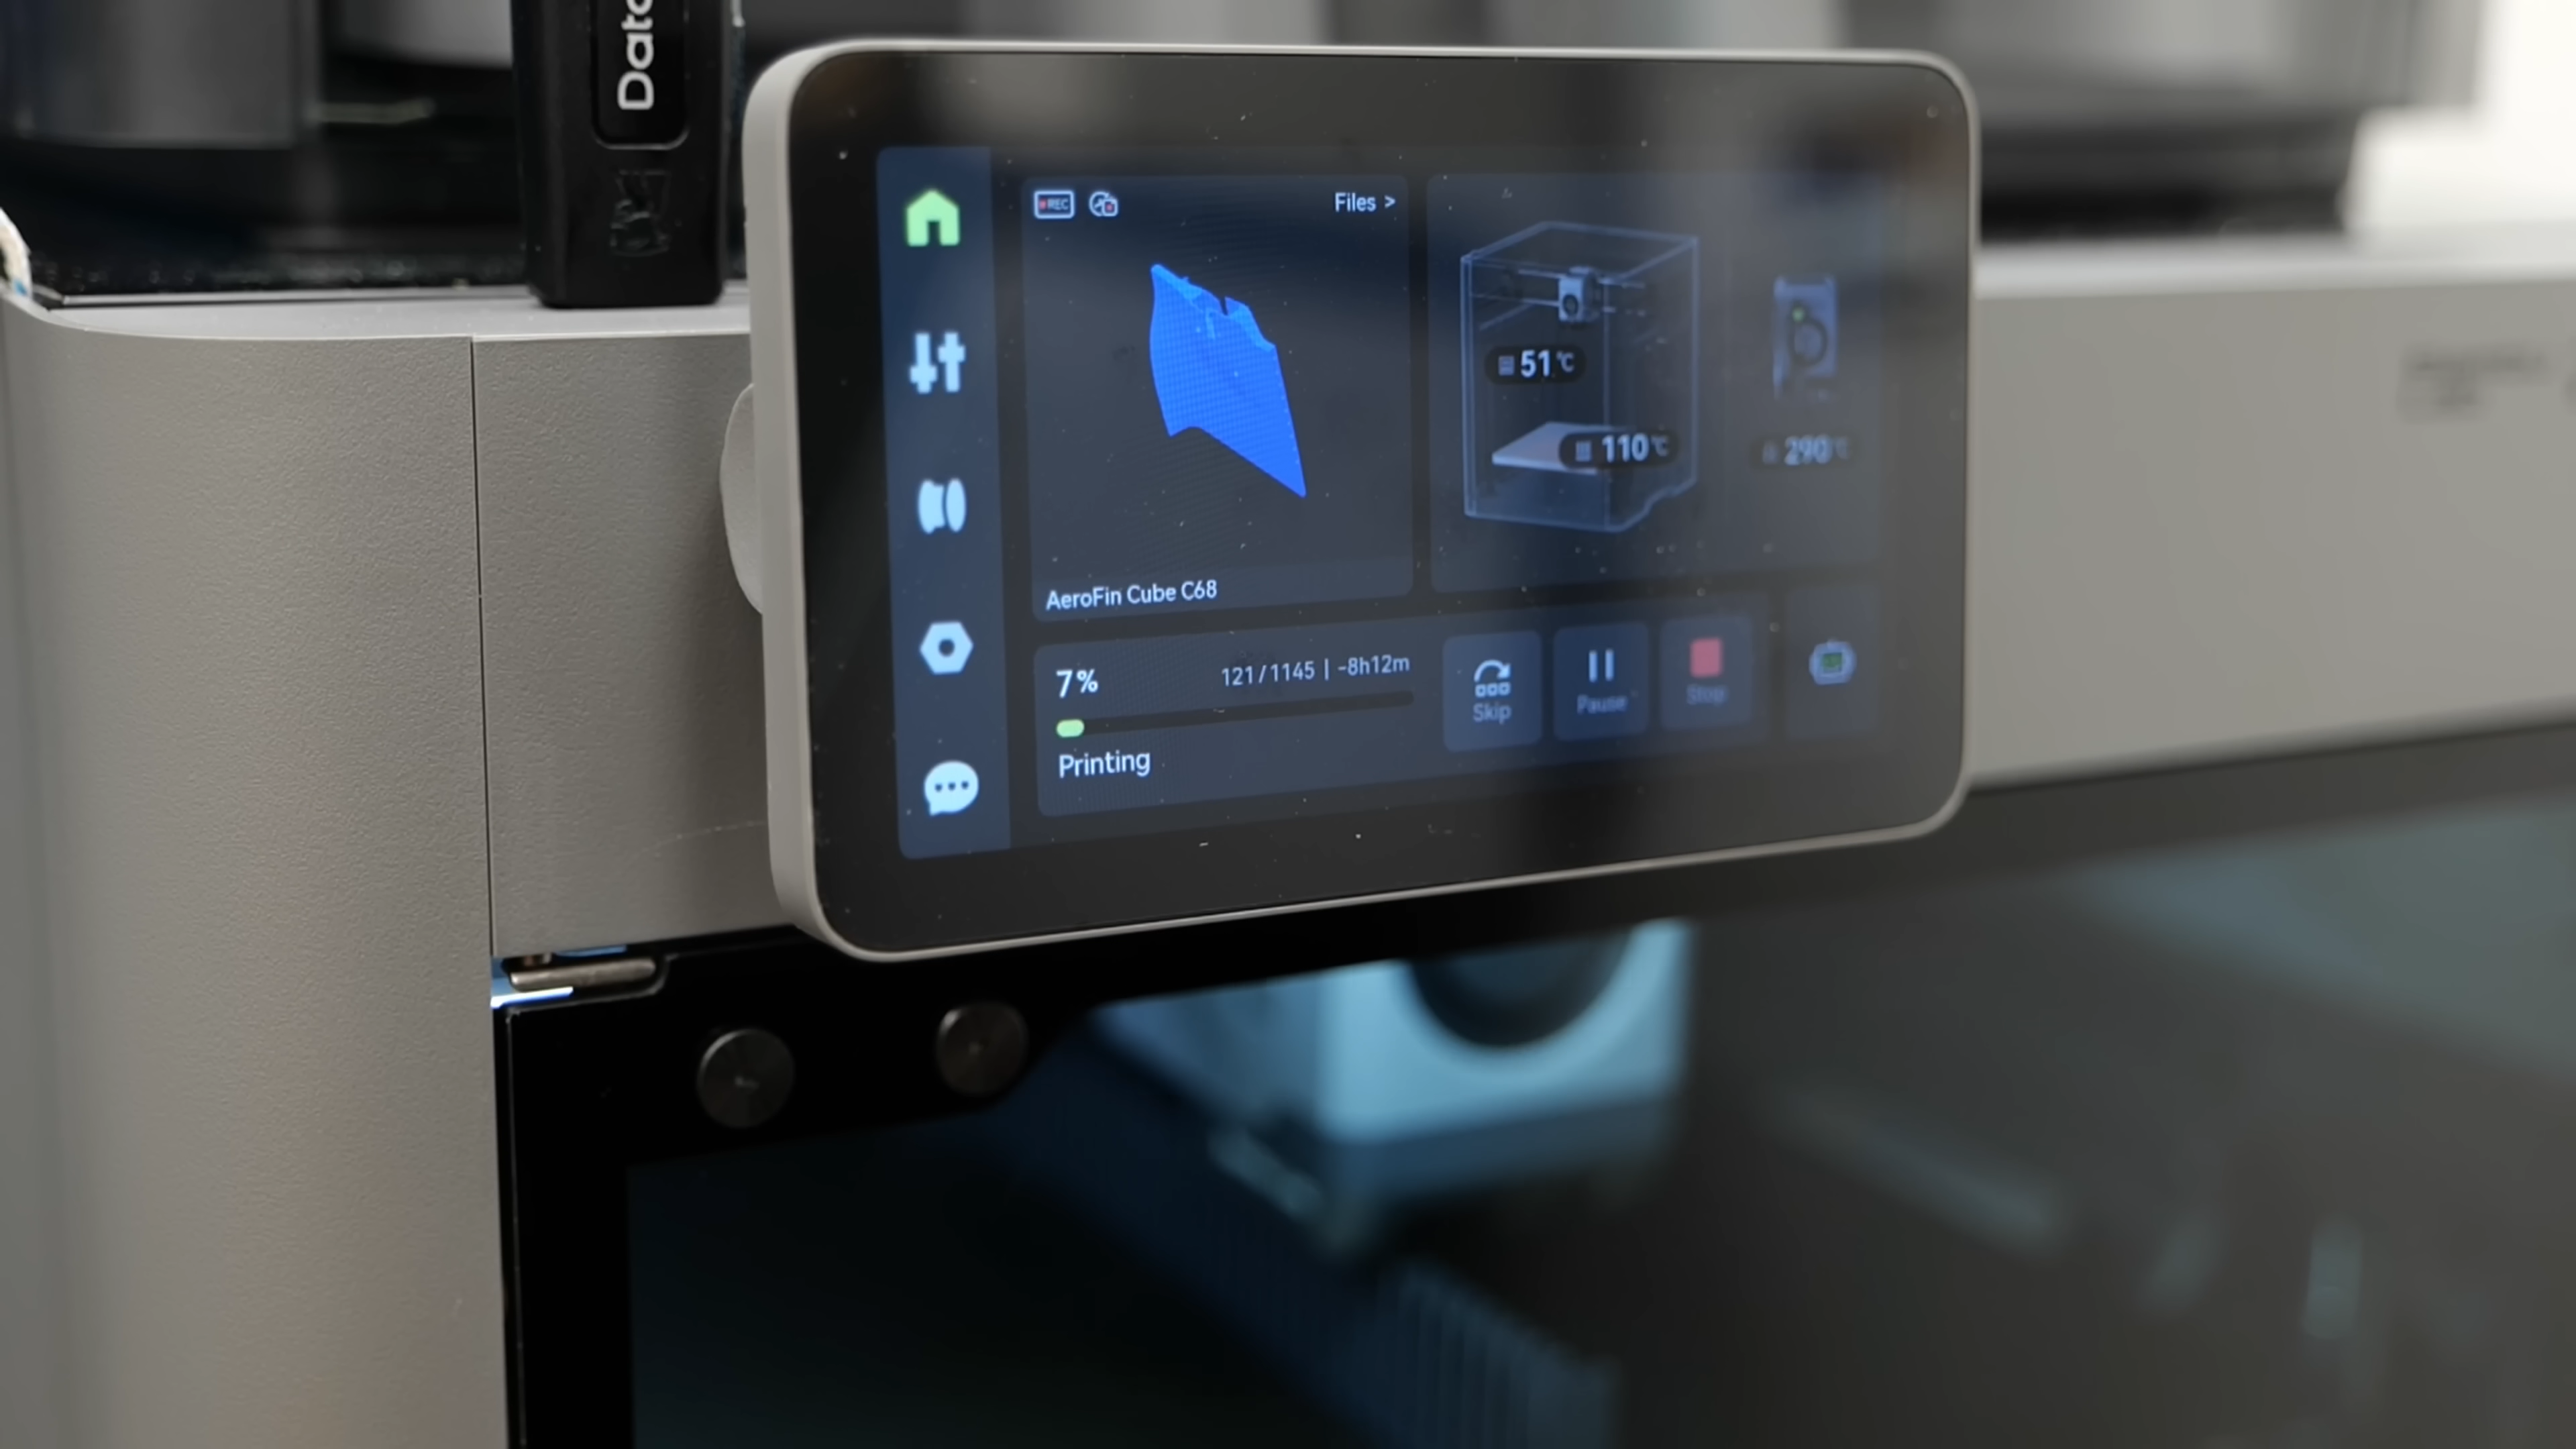 Data
REC
Files >
51℃
110℃
290℃
AeroFin Cube C68
7%
121/1145 | -8h12m
Skip
Pause
Stop
Printing